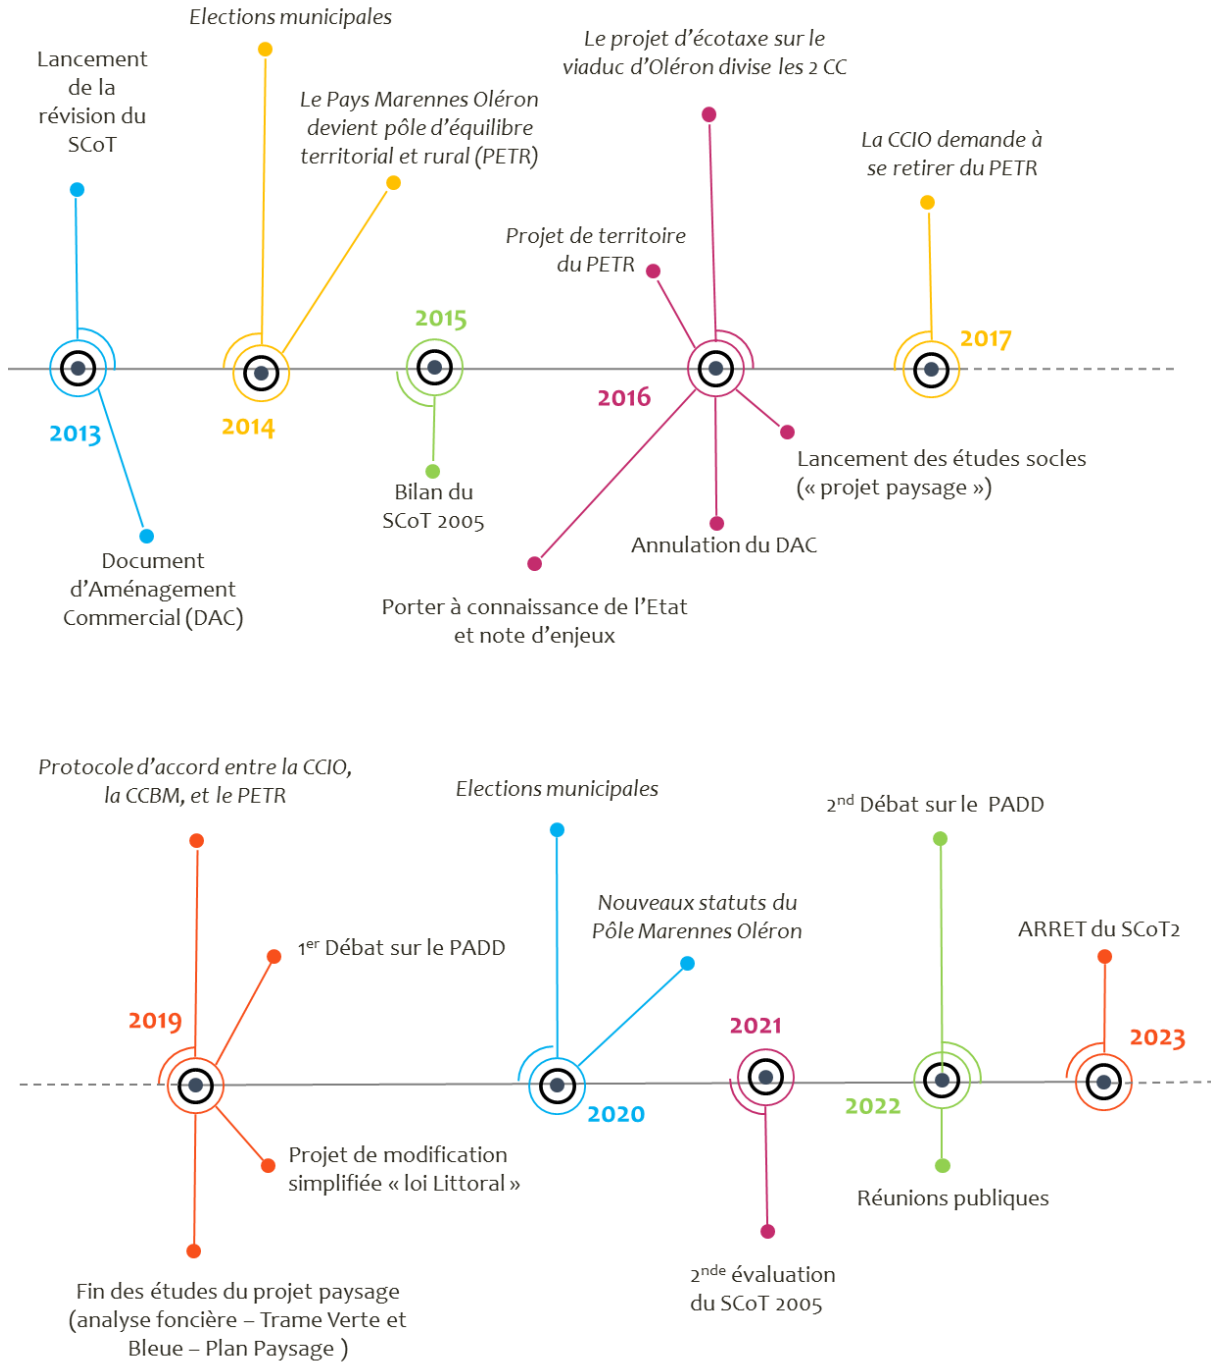 Elections municipales
Lancement
de la
révision du
SCoT
Le Pays Marennes Oléron
devient pôle d'équilibre
territorial et rural (PETR)
Le projet d'écotaxe sur le
viaduc d'Oléron divise les 2 CC
La CCIO demande à
se retirer du PETR
Projet de territoire
du PETR
2013
2014
2015
2016
2017
Document
d'Aménagement
Commercial (DAC)
Bilan du
SCoT 2005
Porter à connaissance de l'Etat
et note d'enjeux
Annulation du DAC
Lancement des études socles
(« projet paysage »)
Protocole d'accord entre la CCIO,
la CCBM, et le PETR
1er Débat sur le PADD
Elections municipales
Nouveaux statuts du
Pôle Marennes Oléron
2nd Débat sur le PADD
ARRET du SCoT2
2019
2020
2021
2022
2023
Projet de modification
simplifiée « loi Littoral »
Fin des études du projet paysage
(analyse foncière – Trame Verte et
Bleue – Plan Paysage )
2nde évaluation
du SCoT 2005
Réunions publiques